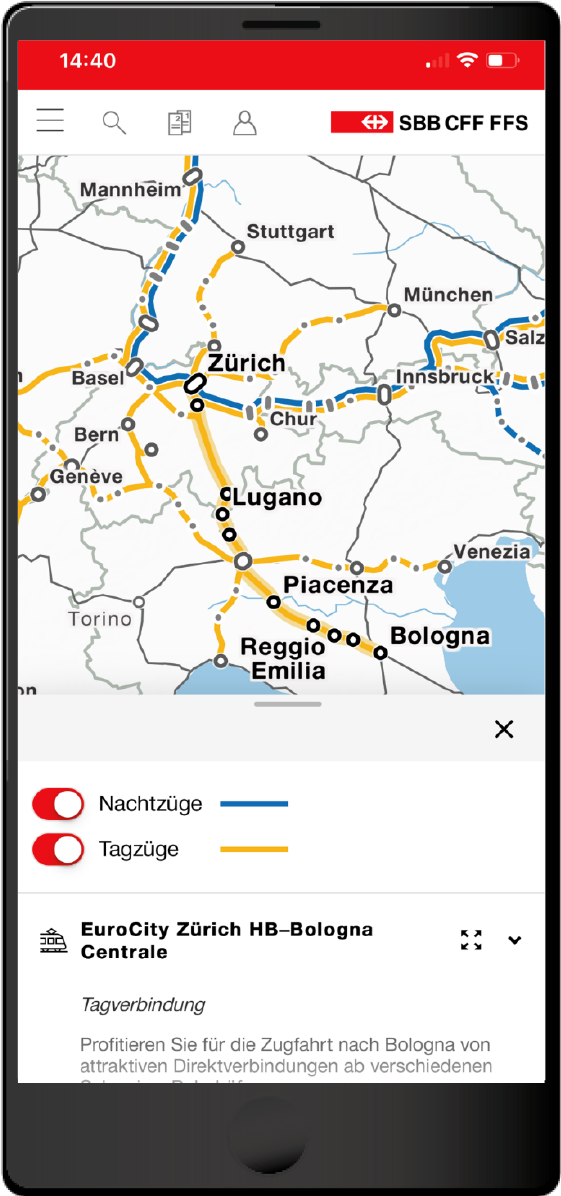 14:40
SBB CFF FFS
Mannheim
Stuttgart
München
Zürich
Salz
Basel
Innsbruck
Chur
Bern
Genève
Lugano
Venezia
Piacenza
Torino
Bologna
Reggio
Emilia
on
Nachtzüge
Tagzüge
EuroCity Zürich HB–Bologna
Centrale
Tagverbindung
Profitieren Sie für die Zugfahrt nach Bologna von
attraktiven Direktverbindungen ab verschiedenen